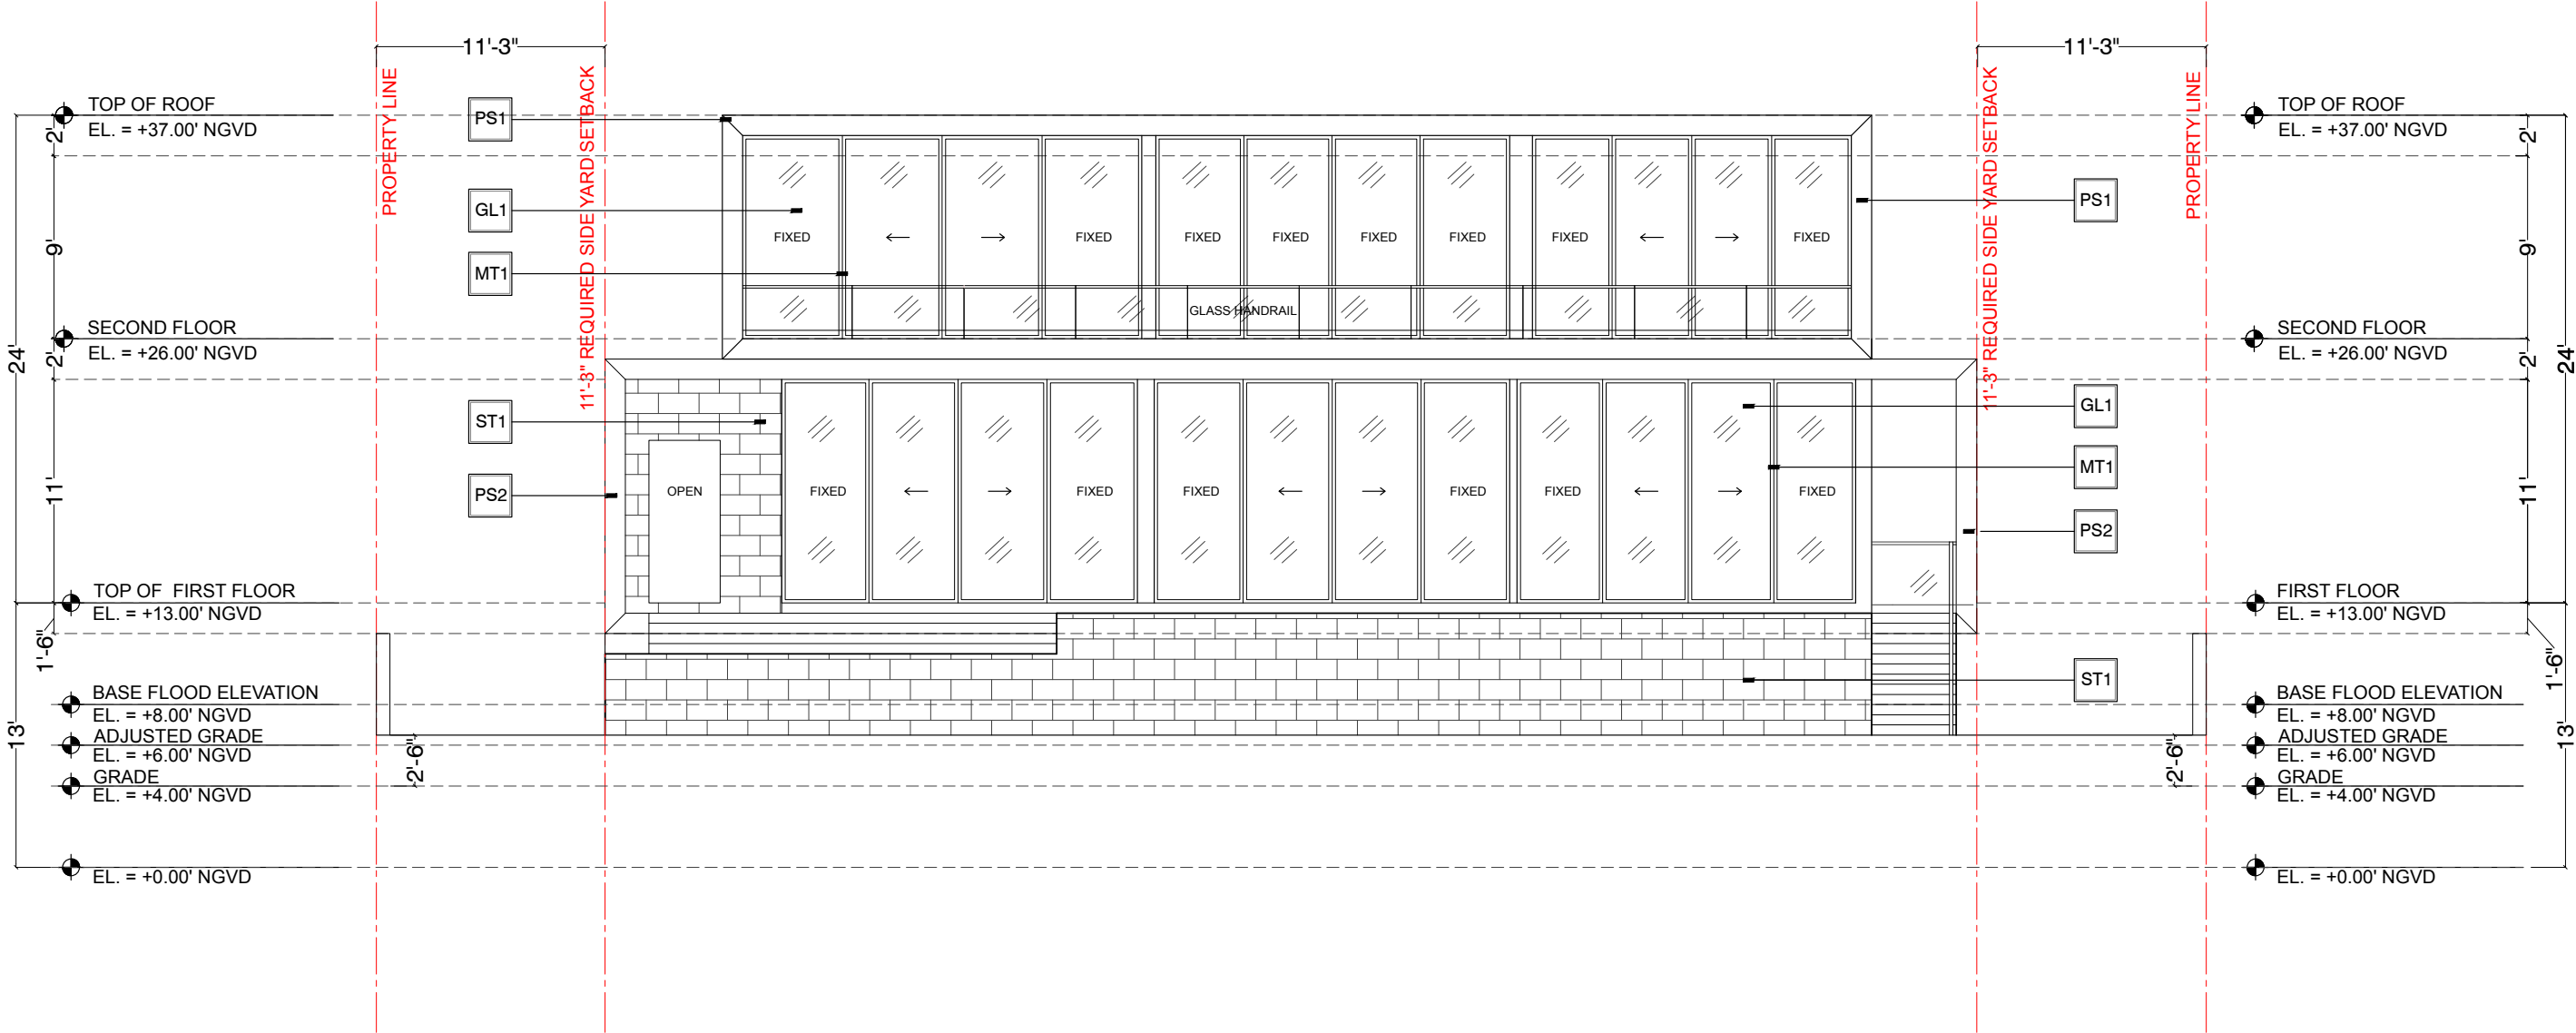 11'-3"
11'-3"
PROPERTY LINE
11'-3" REQUIRED SIDE YARD SETBACK
11'-3" REQUIRED SIDE YARD SETBACK
PROPERTY LINE
TOP OF ROOF
EL. = +37.00' NGVD
PS1
TOP OF ROOF
EL. = +37.00' NGVD
2'
2'
GL1
PS1
FIXED
FIXED
FIXED
FIXED
FIXED
FIXED
FIXED
FIXED
9'
9'
MT1
GLASS HANDRAIL
SECOND FLOOR
EL. = +26.00' NGVD
SECOND FLOOR
EL. = +26.00' NGVD
24'
2'
2'
24'
ST1
GL1
MT1
PS2
OPEN
FIXED
FIXED
FIXED
FIXED
FIXED
FIXED
11'
11'
PS2
TOP OF FIRST FLOOR
EL. = +13.00' NGVD
FIRST FLOOR
EL. = +13.00' NGVD
1'-6"
1'-6"
ST1
BASE FLOOD ELEVATION
EL. = +8.00' NGVD
BASE FLOOD ELEVATION
EL. = +8.00' NGVD
13'
13'
ADJUSTED GRADE
EL. = +6.00' NGVD
ADJUSTED GRADE
EL. = +6.00' NGVD
2'-6"
2'-6"
GRADE
EL. = +4.00' NGVD
GRADE
EL. = +4.00' NGVD
EL. = +0.00' NGVD
EL. = +0.00' NGVD